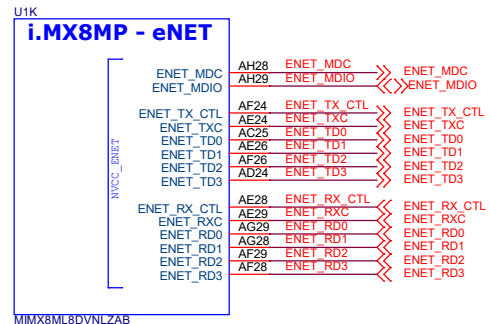 U1K
i.MX8MP - eNET
NVCC_ENET
ENET_MDC AH28 ENET_MDC ENET_MDC
ENET_MDIO AH29 ENET_MDIO ENET_MDIO
ENET_TX_CTL AF24 ENET_TX_CTL ENET_TX_CTL
ENET_TXC AE24 ENET_TXC ENET_TXC
ENET_TD0 AC25 ENET_TD0 ENET_TD0
ENET_TD1 AE26 ENET_TD1 ENET_TD1
ENET_TD2 AF26 ENET_TD2 ENET_TD2
ENET_TD3 AD24 ENET_TD3 ENET_TD3
ENET_RX_CTL AE28 ENET_RX_CTL ENET_RX_CTL
ENET_RXC AE29 ENET_RXC ENET_RXC
ENET_RD0 AG29 ENET_RD0 ENET_RD0
ENET_RD1 AG28 ENET_RD1 ENET_RD1
ENET_RD2 AF29 ENET_RD2 ENET_RD2
ENET_RD3 AF28 ENET_RD3 ENET_RD3
MIMX8ML8DVNLZAB